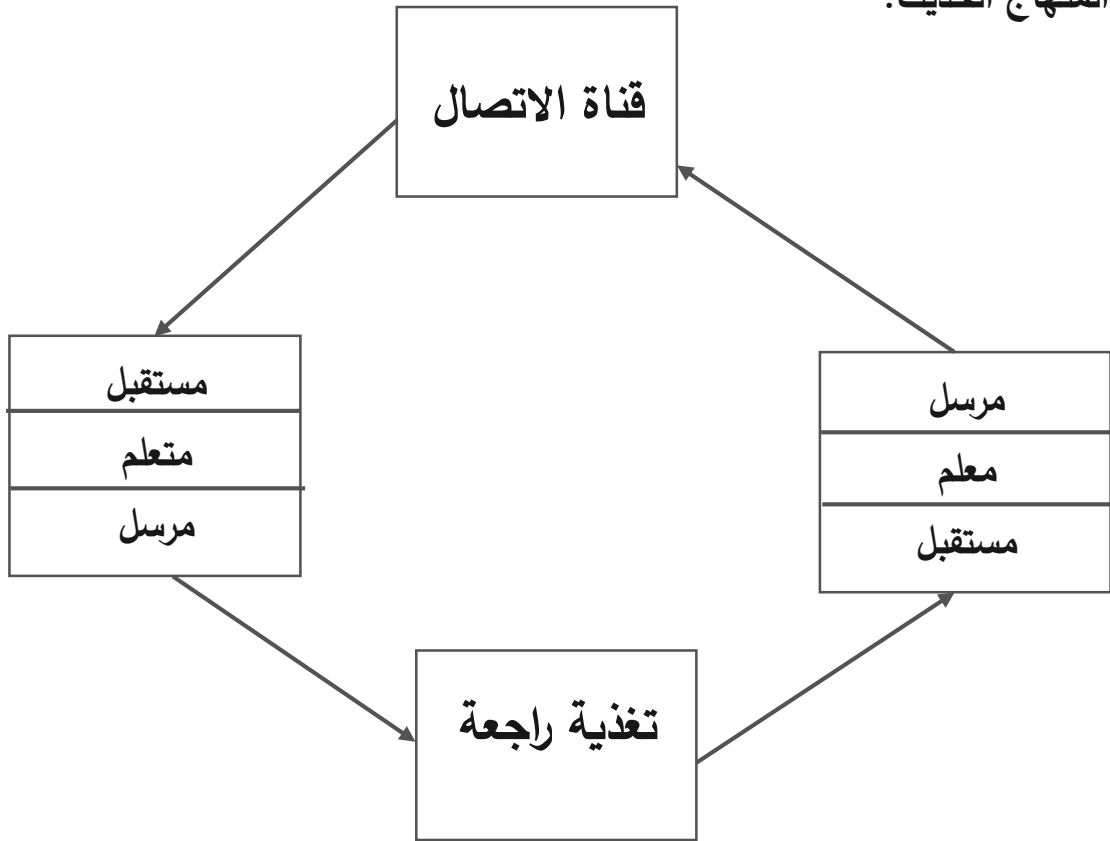 قناة الاتصال
مرسل
معلم
مستقبل
مستقبل
متعلم
مرسل
تغذية راجعة